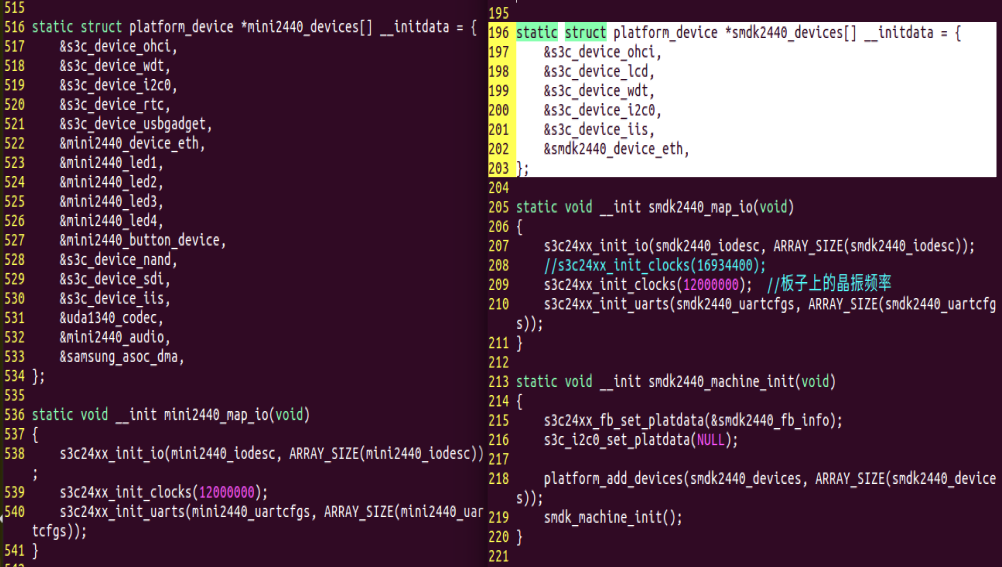 515
516 static struct platform_device *mini2440_devices[] __initdata = {
517     &s3c_device_ohci,
518     &s3c_device_wdt,
519     &s3c_device_i2c0,
520     &s3c_device_rtc,
521     &s3c_device_usbgadget,
522     &mini2440_device_eth,
523     &mini2440_led1,
524     &mini2440_led2,
525     &mini2440_led3,
526     &mini2440_led4,
527     &mini2440_button_device,
528     &s3c_device_nand,
529     &s3c_device_sdi,
530     &s3c_device_iis,
531     &uda1340_codec,
532     &mini2440_audio,
533     &samsung_asoc_dma,
534 };
535
536 static void __init mini2440_map_io(void)
537 {
538     s3c24xx_init_io(mini2440_iodesc, ARRAY_SIZE(mini2440_iodesc))
;
539     s3c24xx_init_clocks(12000000);
540     s3c24xx_init_uarts(mini2440_uartcfgs, ARRAY_SIZE(mini2440_uar
tcfgs));
541 }
195
196 static struct platform_device *smdk2440_devices[] __initdata = {
197     &s3c_device_ohci,
198     &s3c_device_lcd,
199     &s3c_device_wdt,
200     &s3c_device_i2c0,
201     &s3c_device_iis,
202     &smdk2440_device_eth,
203 };
204
205 static void __init smdk2440_map_io(void)
206 {
207     s3c24xx_init_io(smdk2440_iodesc, ARRAY_SIZE(smdk2440_iodesc));
208     //s3c24xx_init_clocks(16934400);
209     s3c24xx_init_clocks(12000000);  //板子上的晶振频率
210     s3c24xx_init_uarts(smdk2440_uartcfgs, ARRAY_SIZE(smdk2440_uartcfg
s));
211 }
212
213 static void __init smdk2440_machine_init(void)
214 {
215     s3c24xx_fb_set_platdata(&smdk2440_fb_info);
216     s3c_i2c0_set_platdata(NULL);
217
218     platform_add_devices(smdk2440_devices, ARRAY_SIZE(smdk2440_device
s));
219     smdk_machine_init();
220 }
221